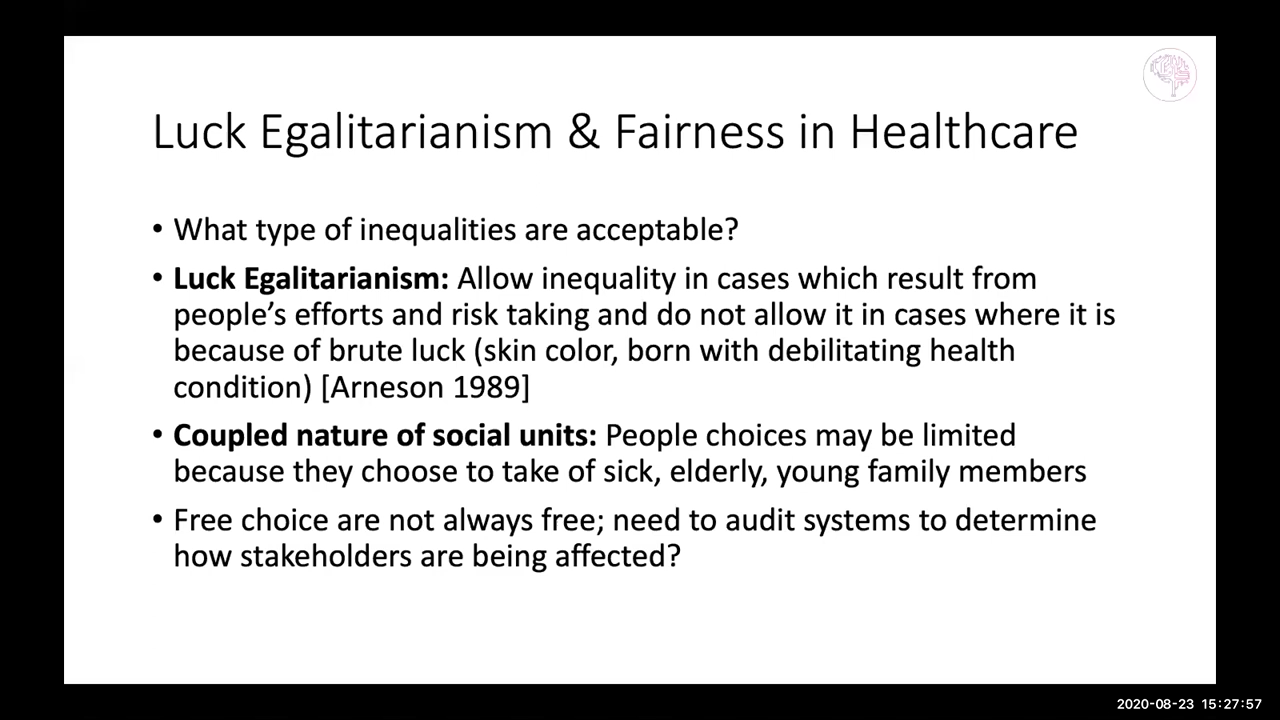 Luck Egalitarianism & Fairness in Healthcare
• What type of inequalities are acceptable?
• Luck Egalitarianism: Allow inequality in cases which result from
people's efforts and risk taking and do not allow it in cases where it is
because of brute luck (skin color, born with debilitating health
condition) [Arneson 1989]
• Coupled nature of social units: People choices may be limited
because they choose to take of sick, elderly, young family members
• Free choice are not always free; need to audit systems to determine
how stakeholders are being affected?
2020-08-23 15:27:57